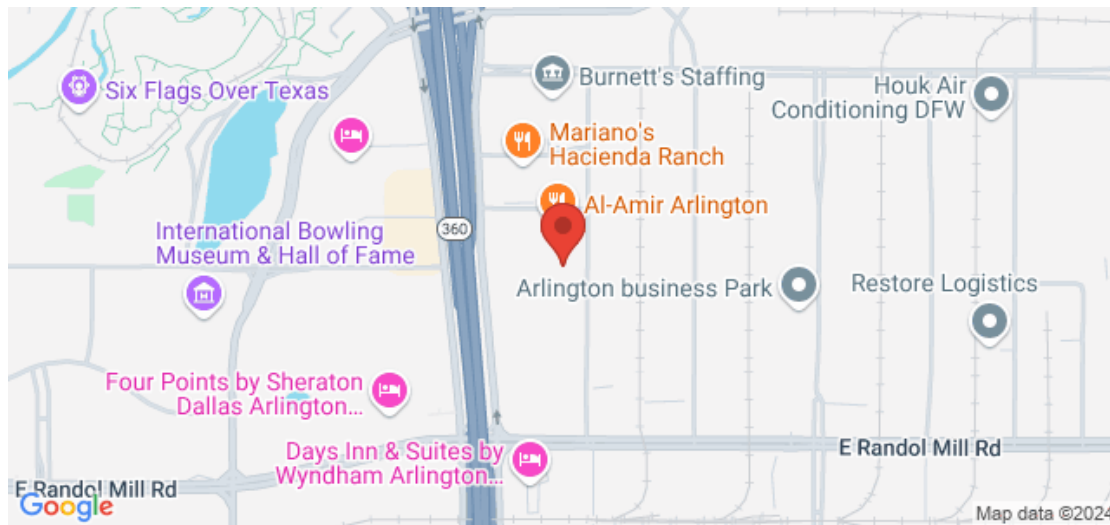 Six Flags Over Texas
Burnett's Staffing
Houk Air
Conditioning DFW
Mariano's
Hacienda Ranch
Al-Amir Arlington
360
International Bowling
Museum & Hall of Fame
Arlington business Park
Restore Logistics
Four Points by Sheraton
Dallas Arlington...
Days Inn & Suites by
Wyndham Arlington...
E Randol Mill Rd
E Randol Mill Rd
Google
Map data ©2024